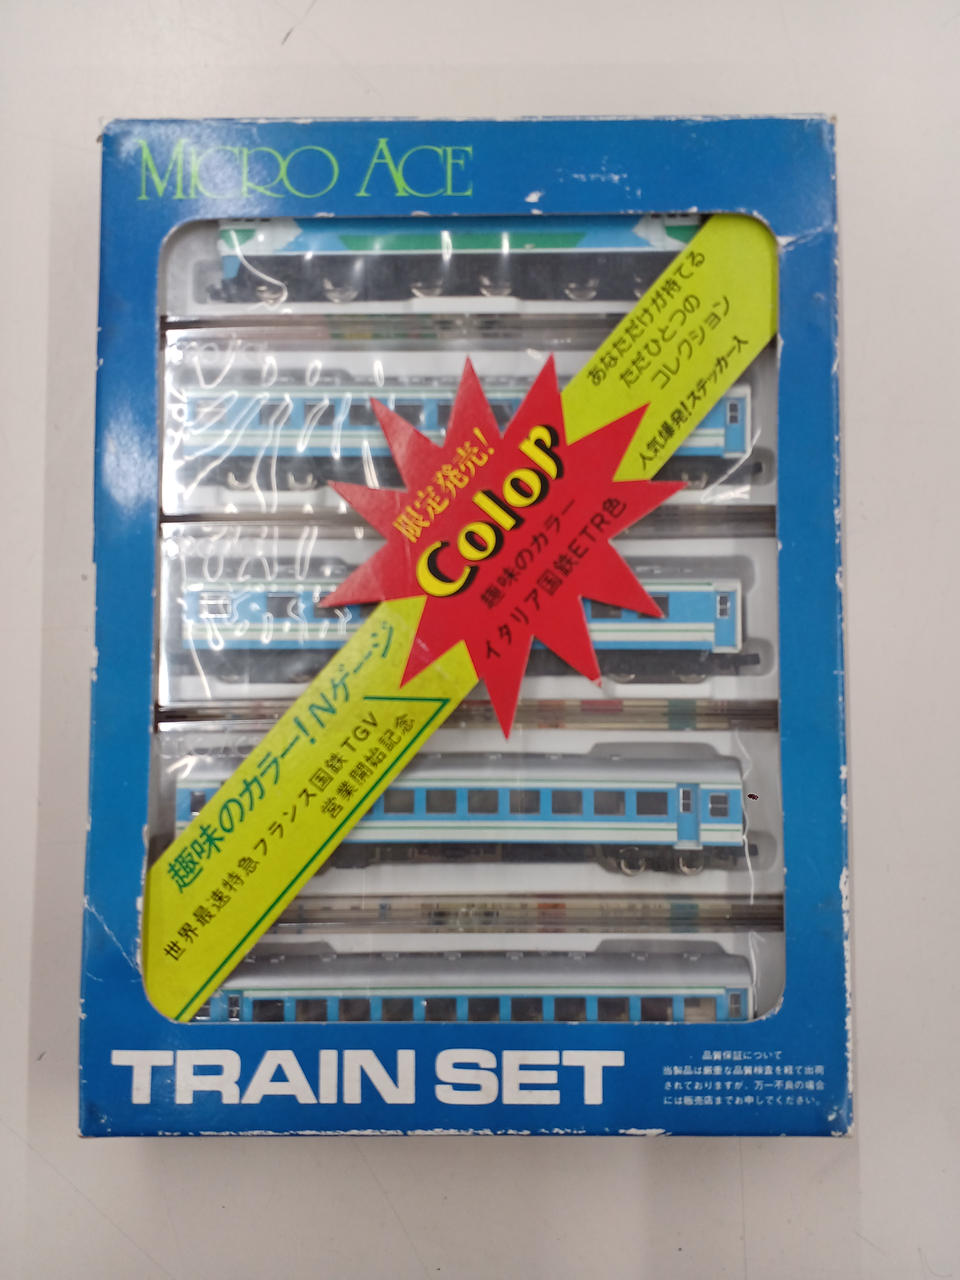 MICRO ACE
あなただけが持てる
ただひとつの
コレクション
人気爆発!ステッカー入
限定発売!
Color
趣味のカラー
イタリア国鉄ETR色
趣味のカラー!Nゲージ
世界最速特急フランス国鉄TGV
営業開始記念
TRAIN SET
品質保証について
当製品は厳重な品質検査を経て出荷
されておりますが、万一不良の場合
には販売店までお申しでください。